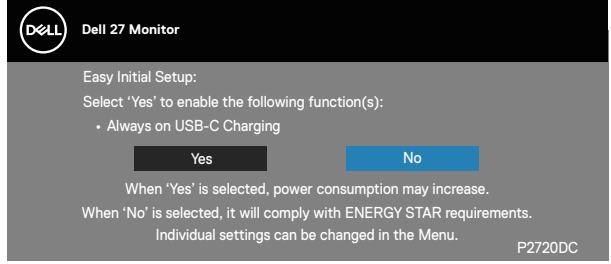 DELL
Dell 27 Monitor
Easy Initial Setup:
Select ‘Yes’ to enable the following function(s):
• Always on USB-C Charging
Yes No
When ‘Yes’ is selected, power consumption may increase.
When ‘No’ is selected, it will comply with ENERGY STAR requirements.
Individual settings can be changed in the Menu.
P2720DC